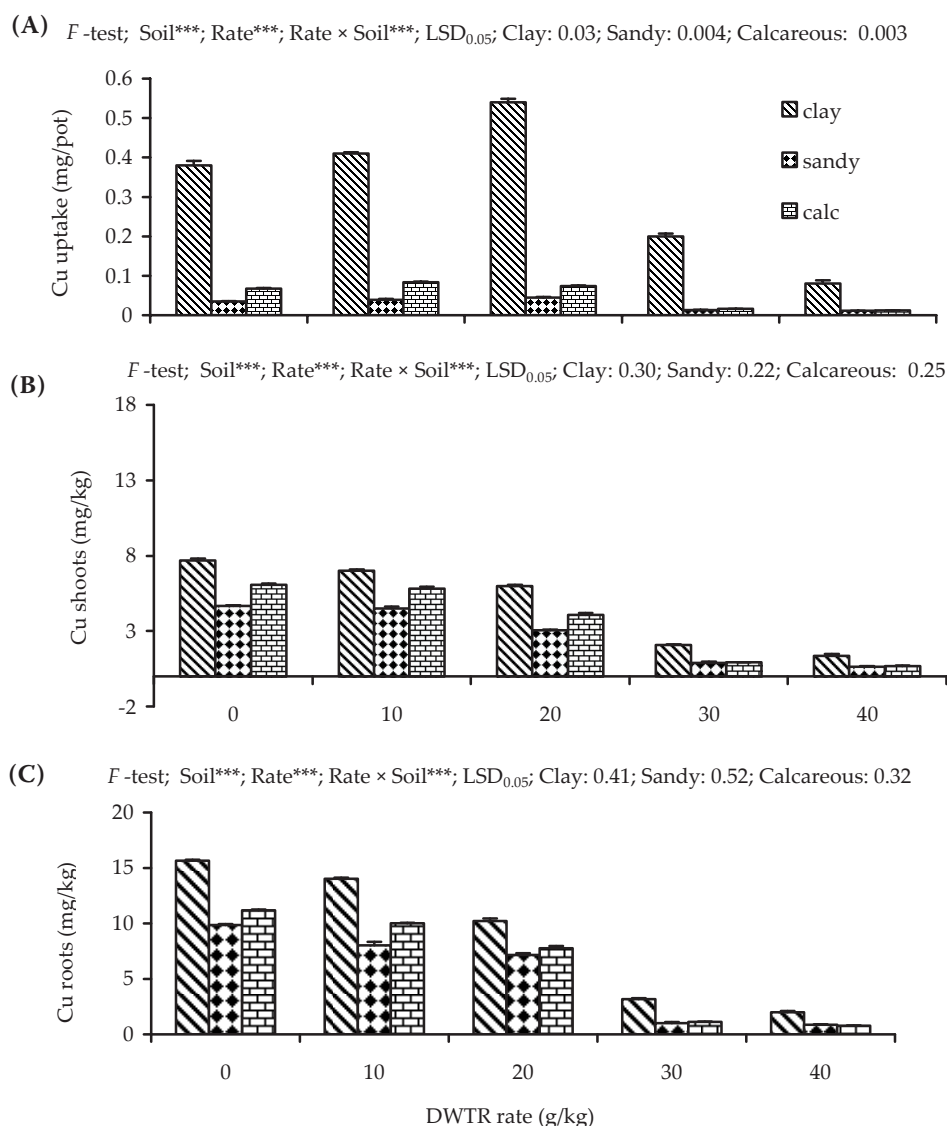 (A) F -test; Soil***; Rate***; Rate × Soil***; LSD0.05; Clay: 0.03; Sandy: 0.004; Calcareous: 0.003
Cu uptake (mg/pot)
0.6
0.5
0.4
0.3
0.2
0.1
0
clay
sandy
calc
(B) F -test; Soil***; Rate***; Rate × Soil***; LSD0.05; Clay: 0.30; Sandy: 0.22; Calcareous: 0.25
Cu shoots (mg/kg)
18
13
8
3
-2
0 10 20 30 40
(C) F -test; Soil***; Rate***; Rate × Soil***; LSD0.05; Clay: 0.41; Sandy: 0.52; Calcareous: 0.32
Cu roots (mg/kg)
20
15
10
5
0
0 10 20 30 40
DWTR rate (g/kg)